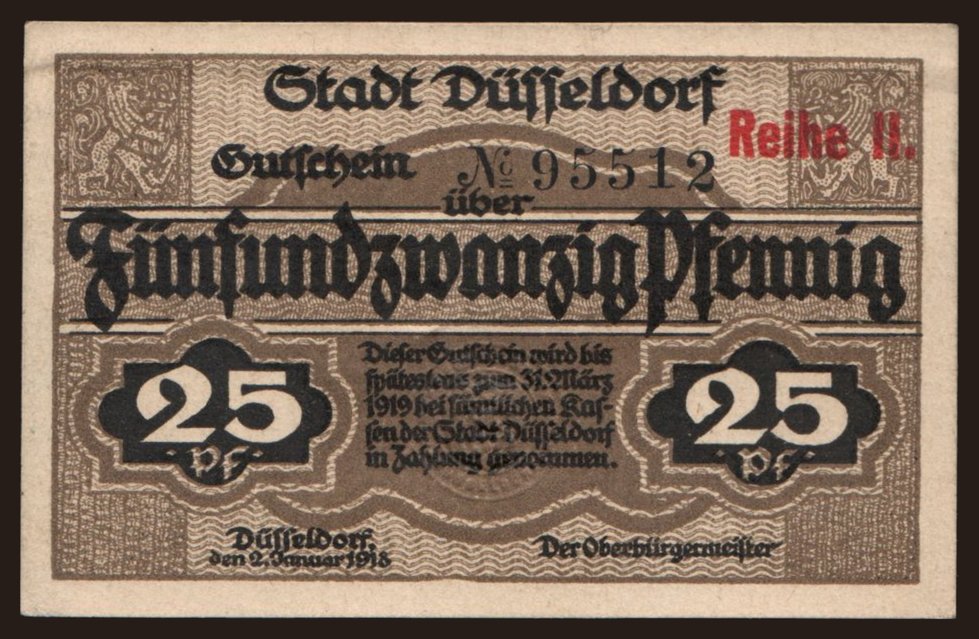 Stadt Düsseldorf
Reihe II.
Gutschein № 95512
über
Fünfundzwanzig Pfennig
Dieser Gutschein wird bis
spätestens zum 31. März
1919 bei sämtlichen Kas-
sen der Stadt Düsseldorf
in Zahlung genommen.
25
Pf.
25
Pf.
Düsseldorf,
den 2. Januar 1918
Der Oberbürgermeister